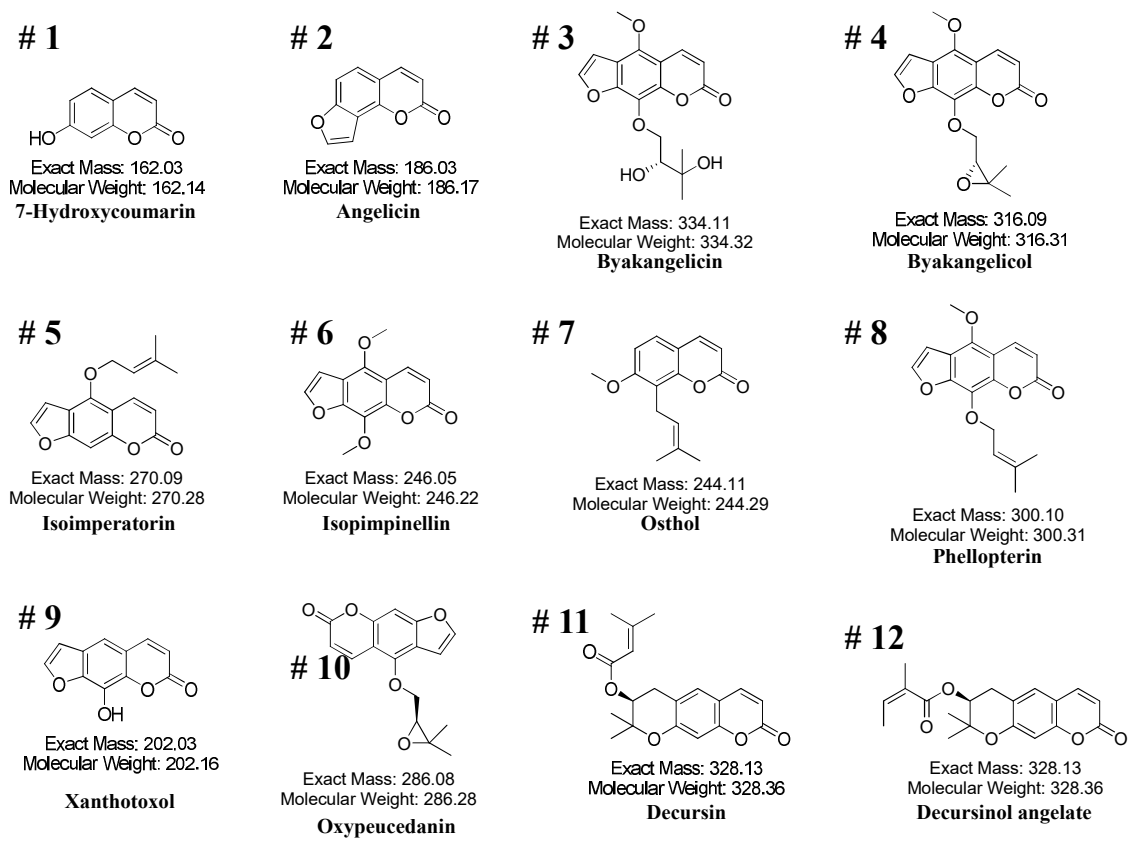 # 1
HO
O
O
Exact Mass: 162.03
Molecular Weight: 162.14
7-Hydroxycoumarin
# 2
O
O
O
Exact Mass: 186.03
Molecular Weight: 186.17
Angelicin
# 3
O
O
O
O
O
HO
OH
Exact Mass: 334.11
Molecular Weight: 334.32
Byakangelicin
# 4
O
O
O
O
O
O
Exact Mass: 316.09
Molecular Weight: 316.31
Byakangelicol
# 5
O
O
O
O
Exact Mass: 270.09
Molecular Weight: 270.28
Isoimperatorin
# 6
O
O
O
O
O
Exact Mass: 246.05
Molecular Weight: 246.22
Isopimpinellin
# 7
O
O
O
Exact Mass: 244.11
Molecular Weight: 244.29
Osthol
# 8
O
O
O
O
O
Exact Mass: 300.10
Molecular Weight: 300.31
Phellopterin
# 9
O
O
O
OH
Exact Mass: 202.03
Molecular Weight: 202.16
Xanthotoxol
# 10
O
O
O
O
O
Exact Mass: 286.08
Molecular Weight: 286.28
Oxypeucedanin
# 11
O
O
O
O
O
Exact Mass: 328.13
Molecular Weight: 328.36
Decursin
# 12
O
O
O
O
O
Exact Mass: 328.13
Molecular Weight: 328.36
Decursinol angelate